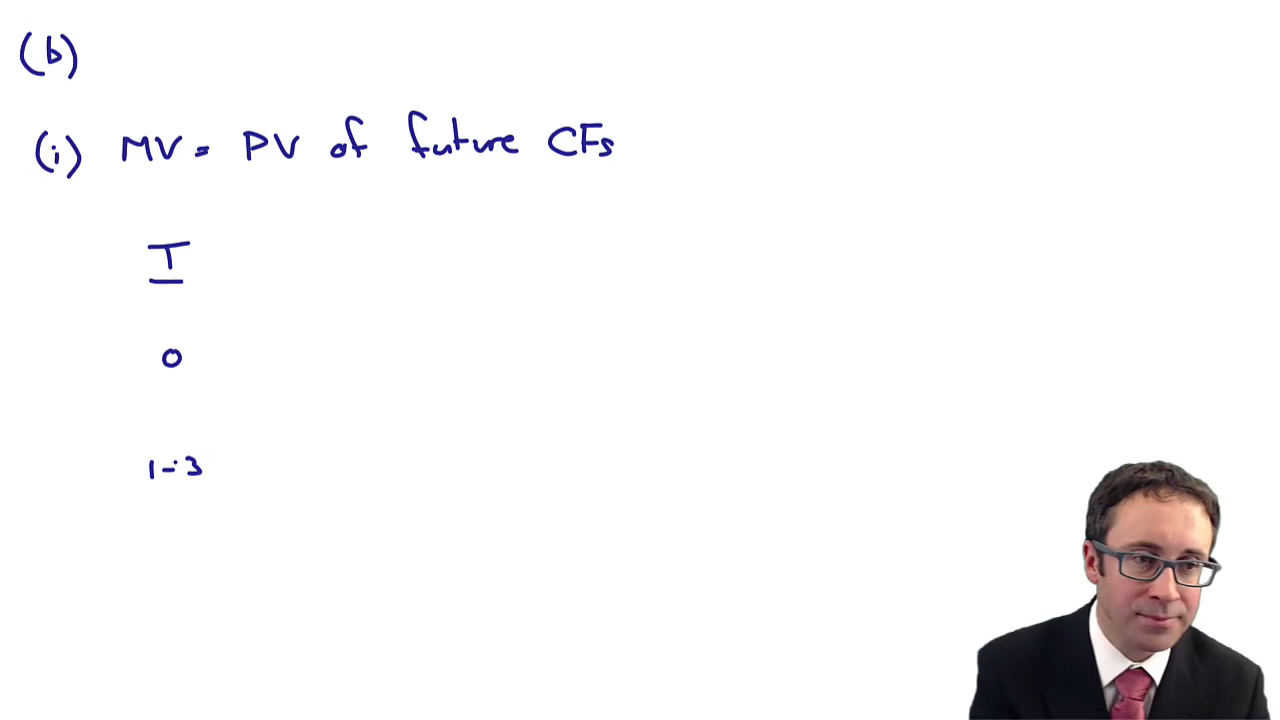 (b)
(i) MV = PV of future CFs
T
0
1-3